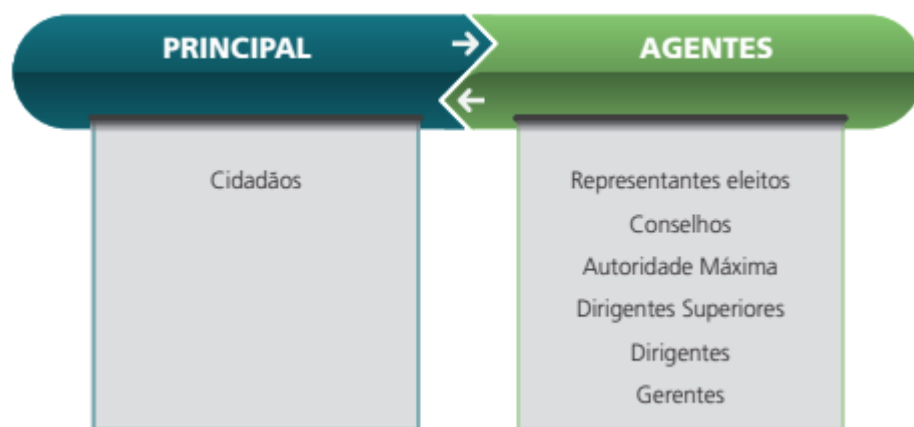 PRINCIPAL
AGENTES
Cidadãos
Representantes eleitos
Conselhos
Autoridade Máxima
Dirigentes Superiores
Dirigentes
Gerentes